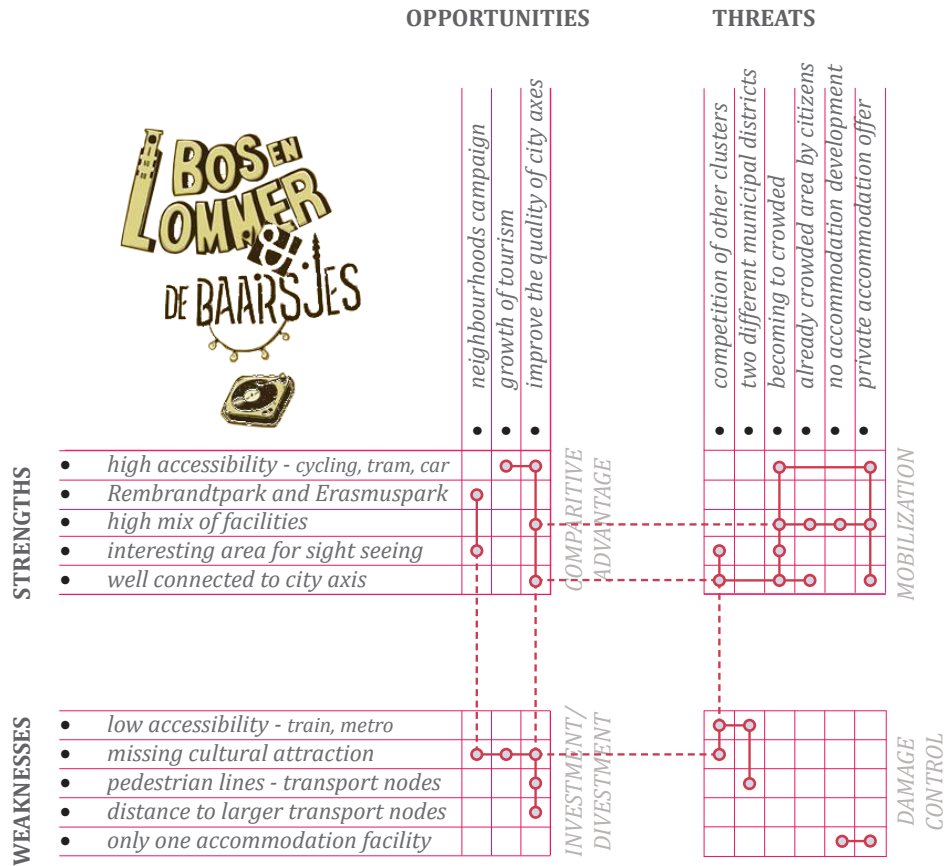 OPPORTUNITIES
THREATS
neighbourhoods campaign
growth of tourism
improve the quality of city axes
competition of other clusters
two different municipal districts
becoming to crowded
already crowded area by citizens
no accommodation development
private accommodation offer
BOS EN
LOMMER
&
DE BAARSJES
STRENGTHS
• high accessibility - cycling, tram, car
• Rembrandtpark and Erasmuspark
• high mix of facilities
• interesting area for sight seeing
• well connected to city axis
COMPARITIVE
ADVANTAGE
MOBILIZATION
WEAKNESSES
• low accessibility - train, metro
• missing cultural attraction
• pedestrian lines - transport nodes
• distance to larger transport nodes
• only one accommodation facility
INVESTMENT/
DIVESTMENT
DAMAGE
CONTROL